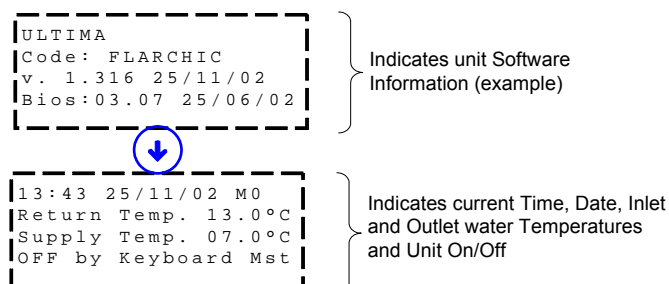 ULTIMA
Code: FLARCHIC
v. 1.316 25/11/02
Bios:03.07 25/06/02
Indicates unit Software
Information (example)
13:43 25/11/02 M0
Return Temp. 13.0°C
Supply Temp. 07.0°C
OFF by Keyboard Mst
Indicates current Time, Date, Inlet
and Outlet water Temperatures
and Unit On/Off